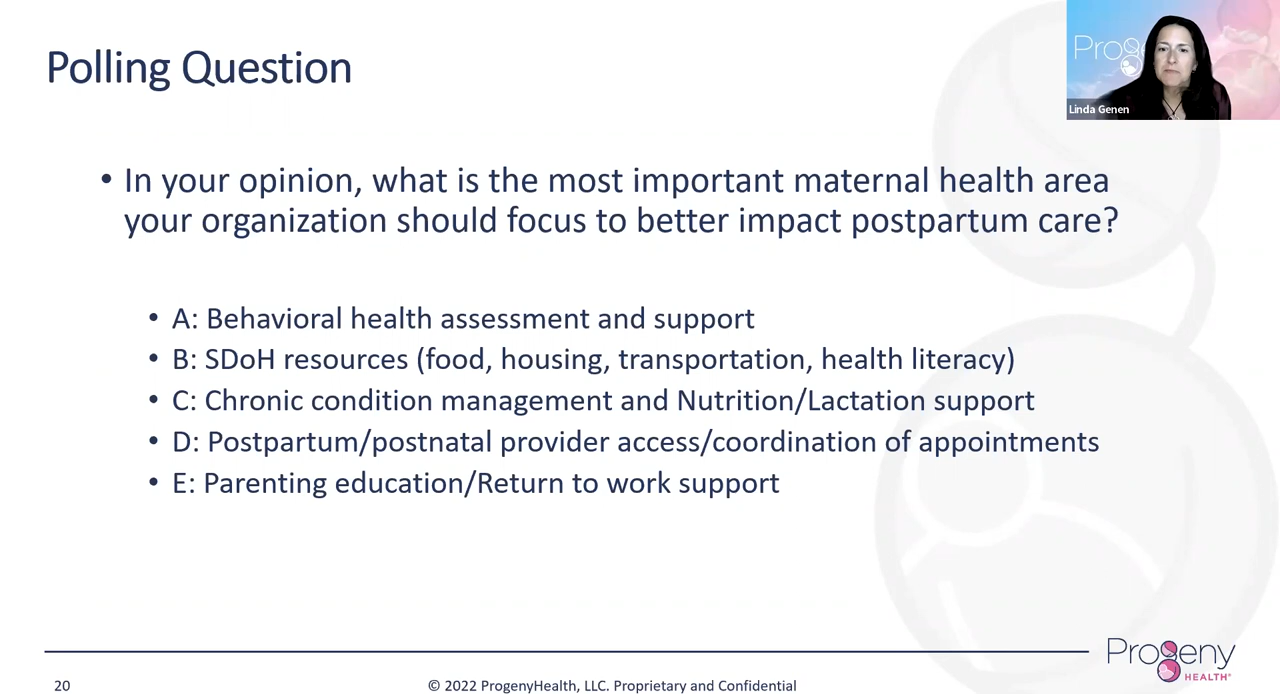 Polling Question
Proge
Linda Genen
• In your opinion, what is the most important maternal health area
your organization should focus to better impact postpartum care?
• A: Behavioral health assessment and support
• B: SDoH resources (food, housing, transportation, health literacy)
• C: Chronic condition management and Nutrition/Lactation support
• D: Postpartum/postnatal provider access/coordination of appointments
• E: Parenting education/Return to work support
Progeny
HEALTH®
20
© 2022 ProgenyHealth, LLC. Proprietary and Confidential